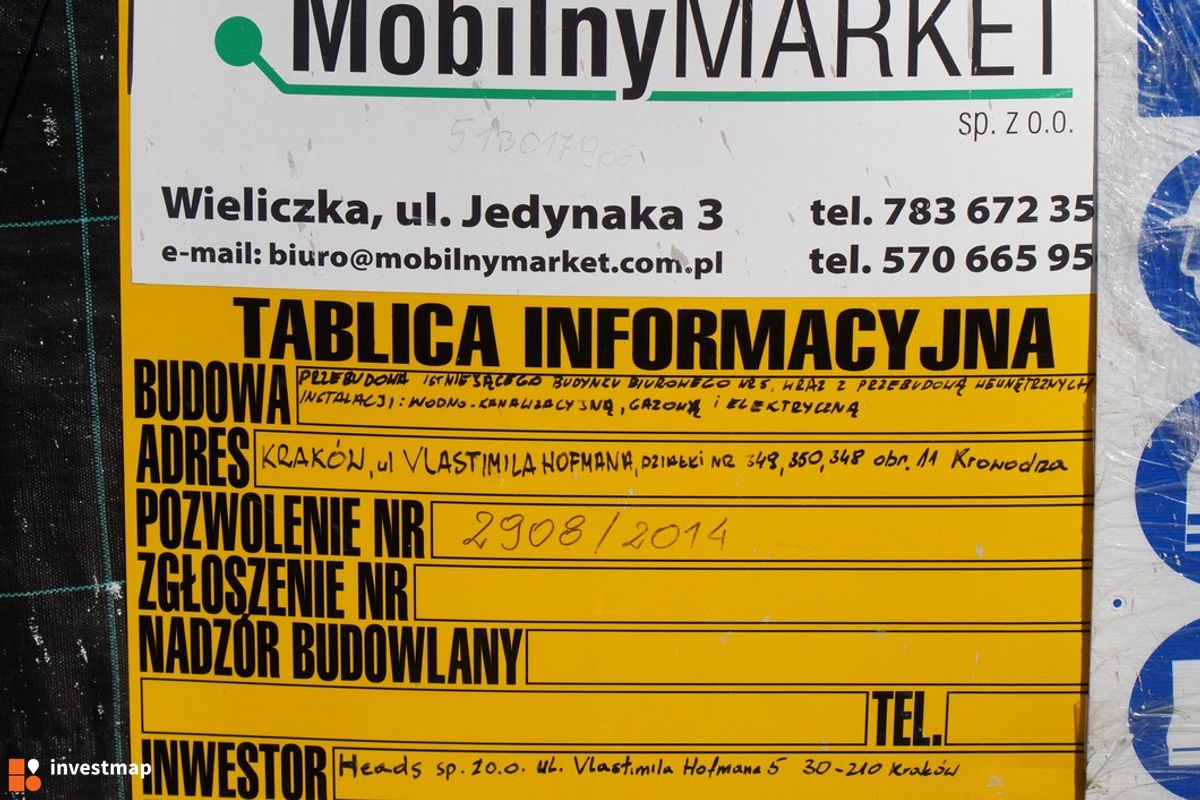 MobilnyMARKET
sp. z o.o.
513017966
Wieliczka, ul. Jedynaka 3 tel. 783 672 35
e-mail: biuro@mobilnymarket.com.pl tel. 570 665 95
TABLICA INFORMACYJNA
BUDOWA PRZEBUDOWA ISTNIEJĄCEGO BUDYNKU BIUROWEGO NR 5, WRAZ Z PRZEBUDOWĄ WEWNĘTRZNYCH
INSTALACJI: WODNO-KANALIZACYJNĄ, GAZOWĄ i ELEKTRYCZNĄ
ADRES KRAKÓW, ul VLASTIMILA HOFMANA, DZIAŁKI NR 349, 350, 348 obr. 11 Krowodza
POZWOLENIE NR 2908/2014
ZGŁOSZENIE NR
NADZÓR BUDOWLANY
TEL.
INWESTOR Heads sp. zo.o. ul. Vlastimila Hofmana 5 30-210 Kraków
investmap